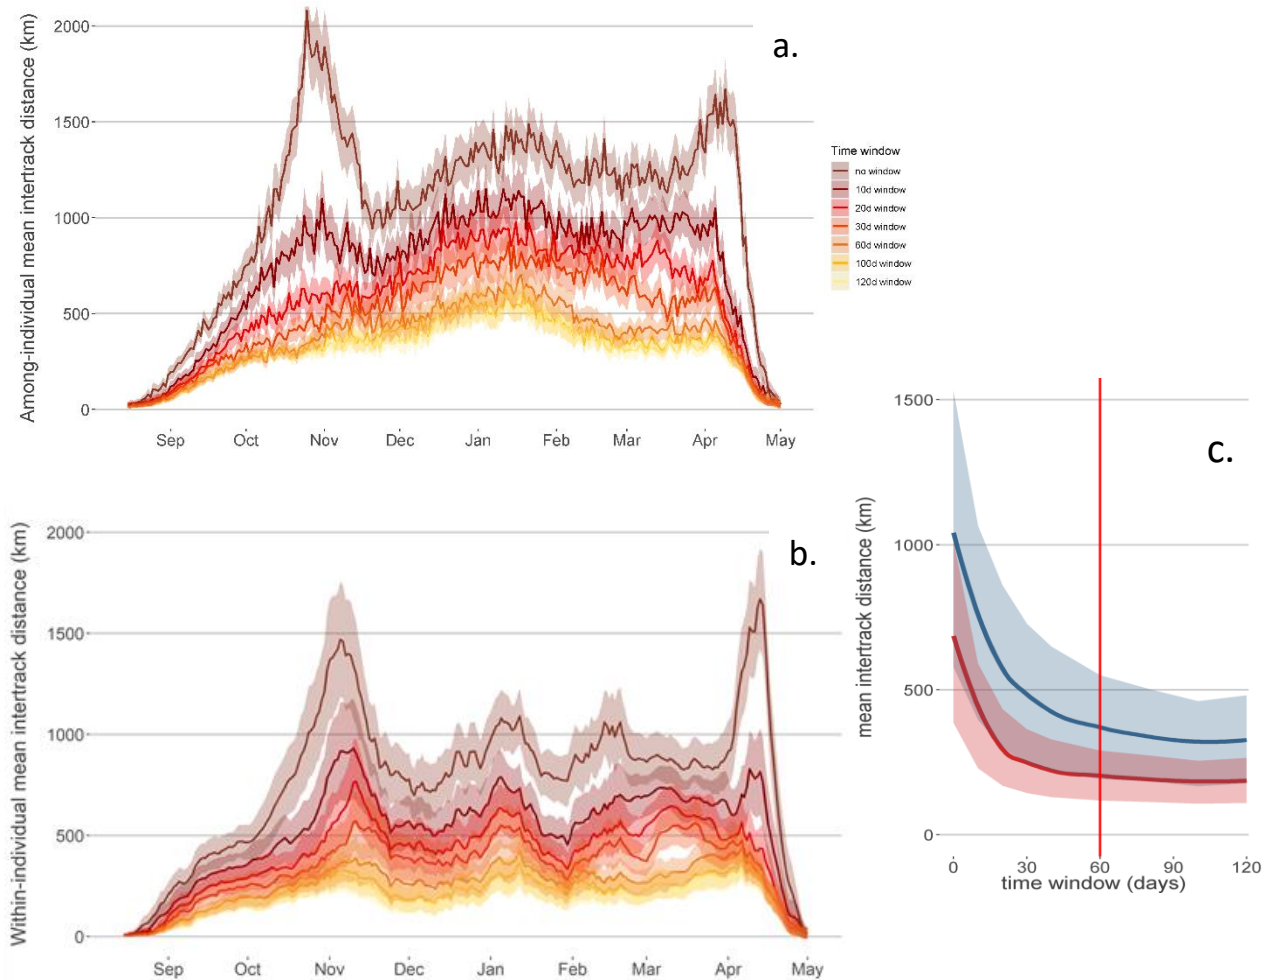 a.
Among-individual mean intertrack distance (km)
2000
1500
1000
500
0
Sep Oct Nov Dec Jan Feb Mar Apr May
Time window
no window
10d window
20d window
30d window
60d window
100d window
120d window
b.
Within-individual mean intertrack distance (km)
2000
1500
1000
500
0
Sep Oct Nov Dec Jan Feb Mar Apr May
c.
mean intertrack distance (km)
1500
1000
500
0
0 30 60 90 120
time window (days)